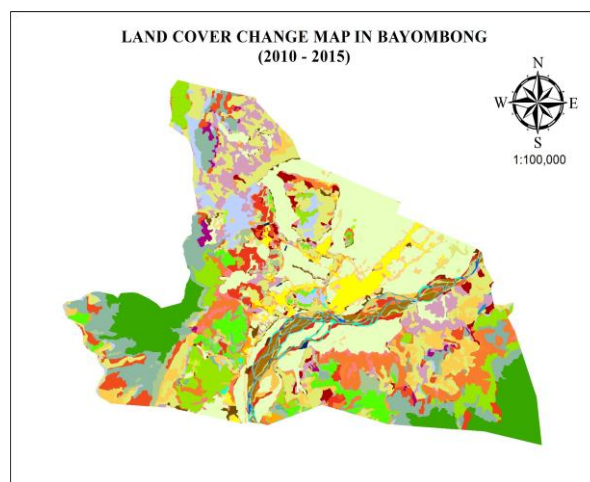 LAND COVER CHANGE MAP IN BAYOMBONG
(2010 - 2015)
N
W E
S
1:100,000